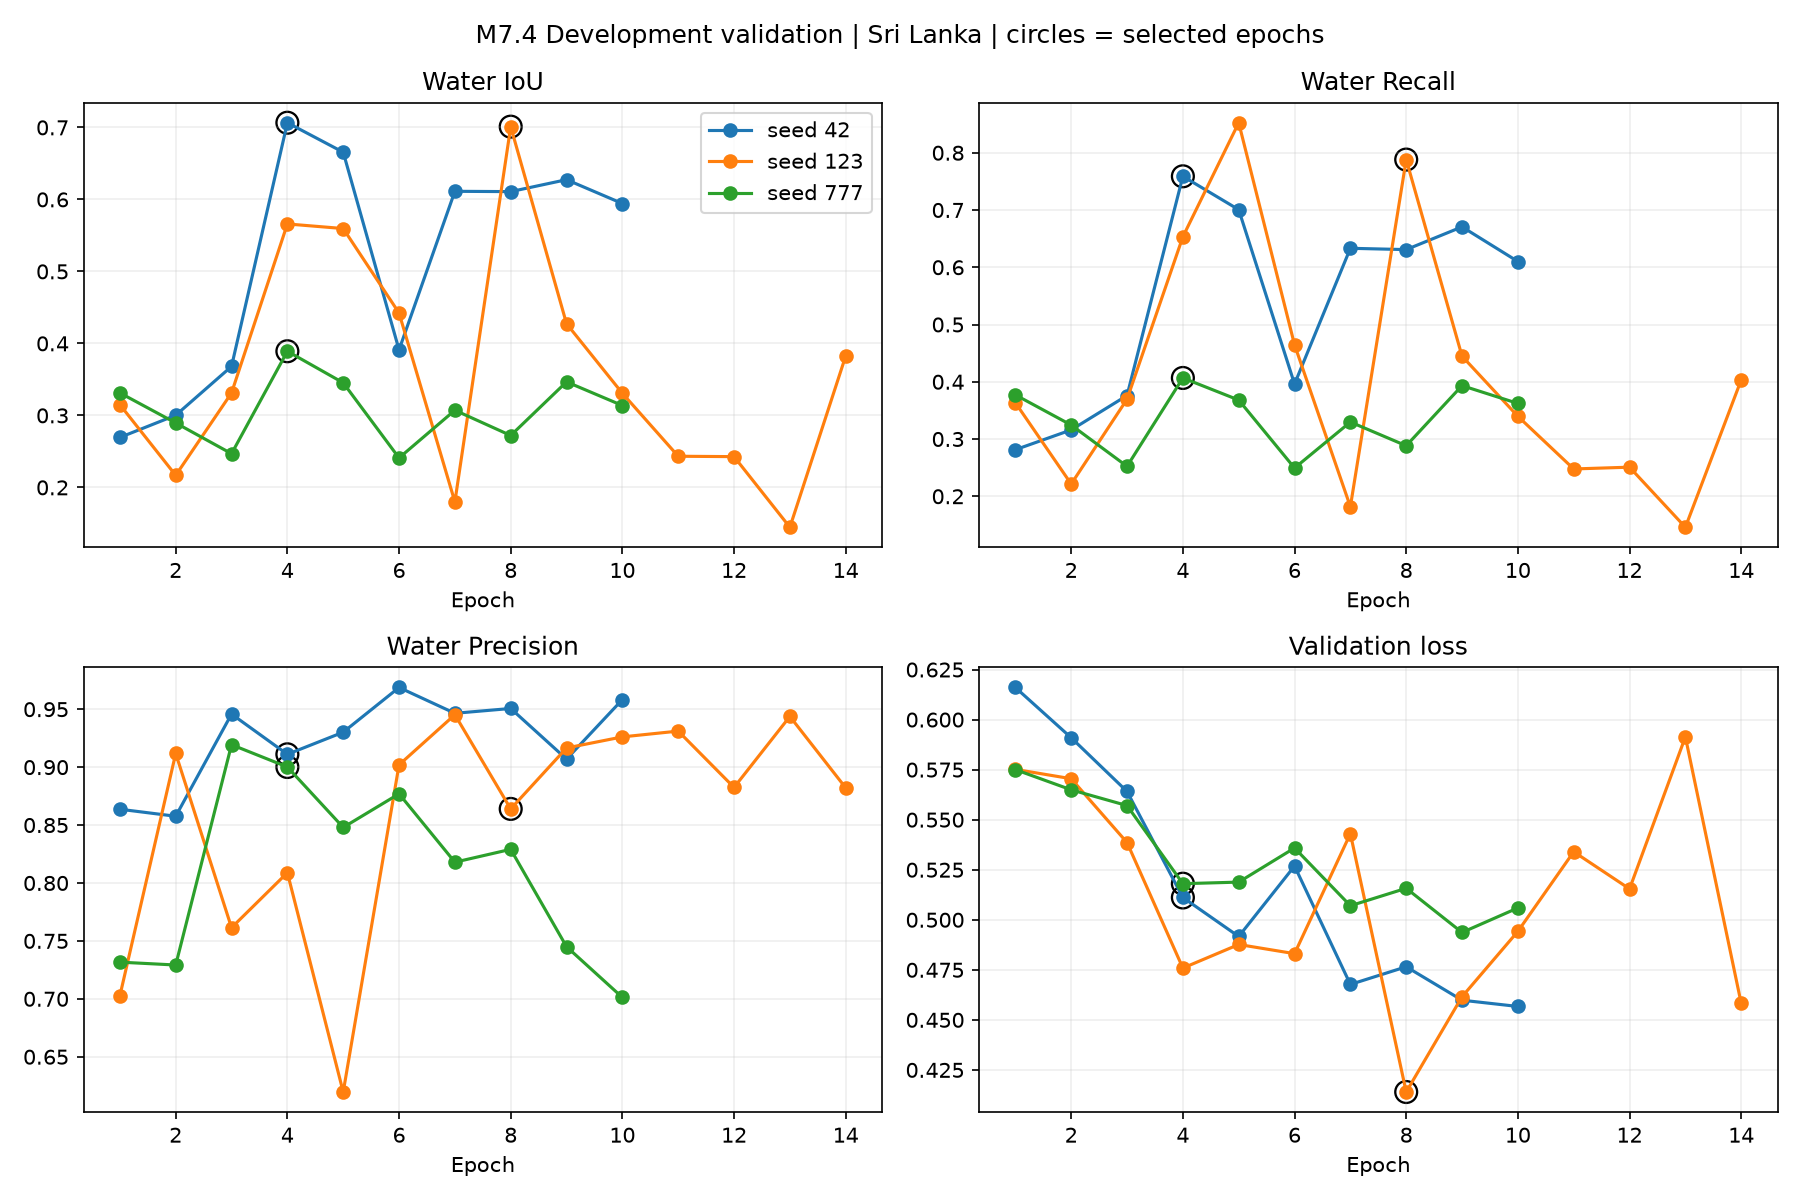 M7.4 Development validation | Sri Lanka | circles = selected epochs
Water IoU
0.7
0.6
0.5
0.4
0.3
0.2
seed 42
seed 123
seed 777
2 4 6 8 10 12 14
Epoch
Water Recall
0.8
0.7
0.6
0.5
0.4
0.3
0.2
2 4 6 8 10 12 14
Epoch
Water Precision
0.95
0.90
0.85
0.80
0.75
0.70
0.65
2 4 6 8 10 12 14
Epoch
Validation loss
0.625
0.600
0.575
0.550
0.525
0.500
0.475
0.450
0.425
2 4 6 8 10 12 14
Epoch